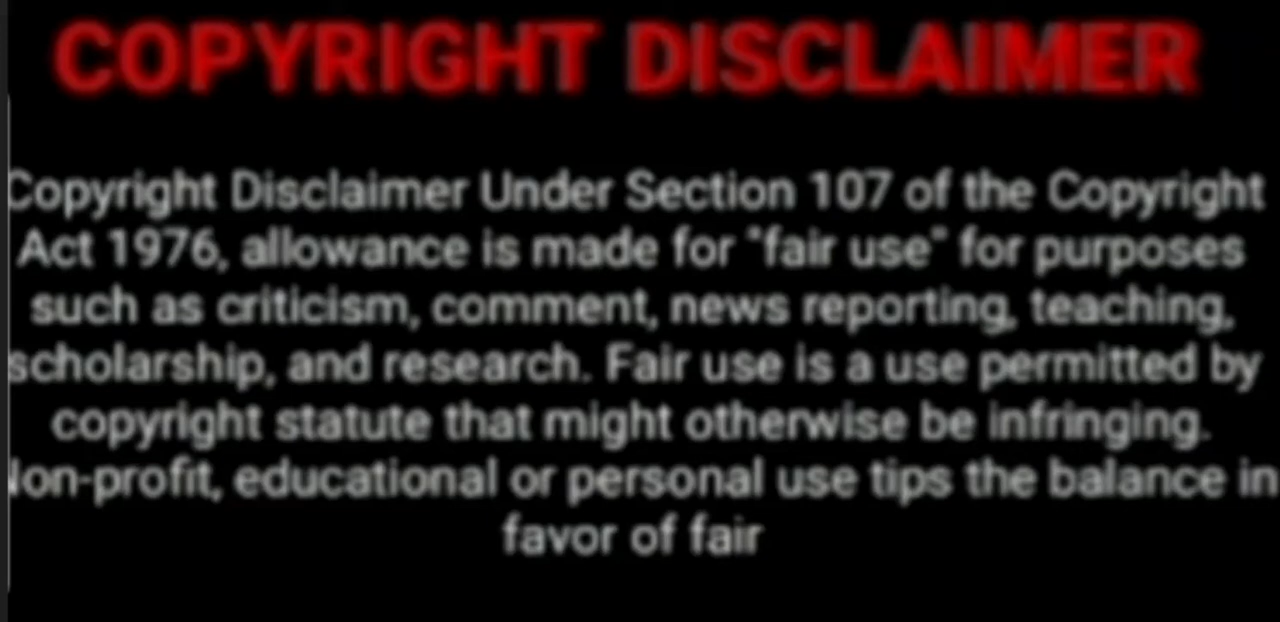 COPYRIGHT DISCLAIMER
Copyright Disclaimer Under Section 107 of the Copyright
Act 1976, allowance is made for "fair use" for purposes
such as criticism, comment, news reporting, teaching,
scholarship, and research. Fair use is a use permitted by
copyright statute that might otherwise be infringing.
Non-profit, educational or personal use tips the balance in
favor of fair